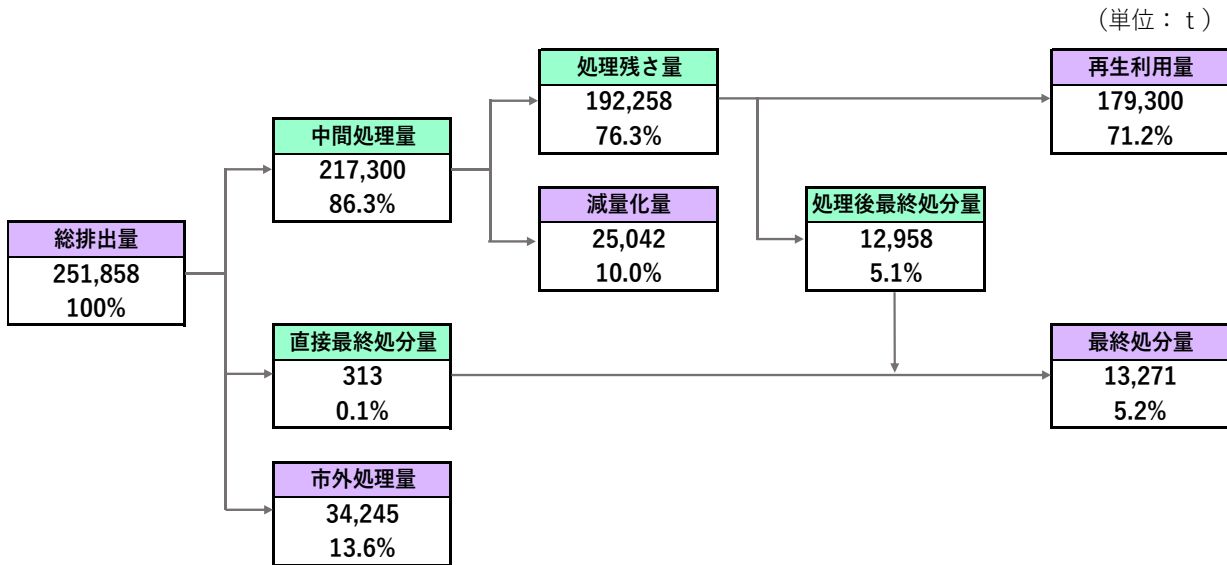 （単位：ｔ）
処理残さ量
192,258
76.3%
再生利用量
179,300
71.2%
中間処理量
217,300
86.3%
減量化量
25,042
10.0%
処理後最終処分量
12,958
5.1%
総排出量
251,858
100%
直接最終処分量
313
0.1%
最終処分量
13,271
5.2%
市外処理量
34,245
13.6%